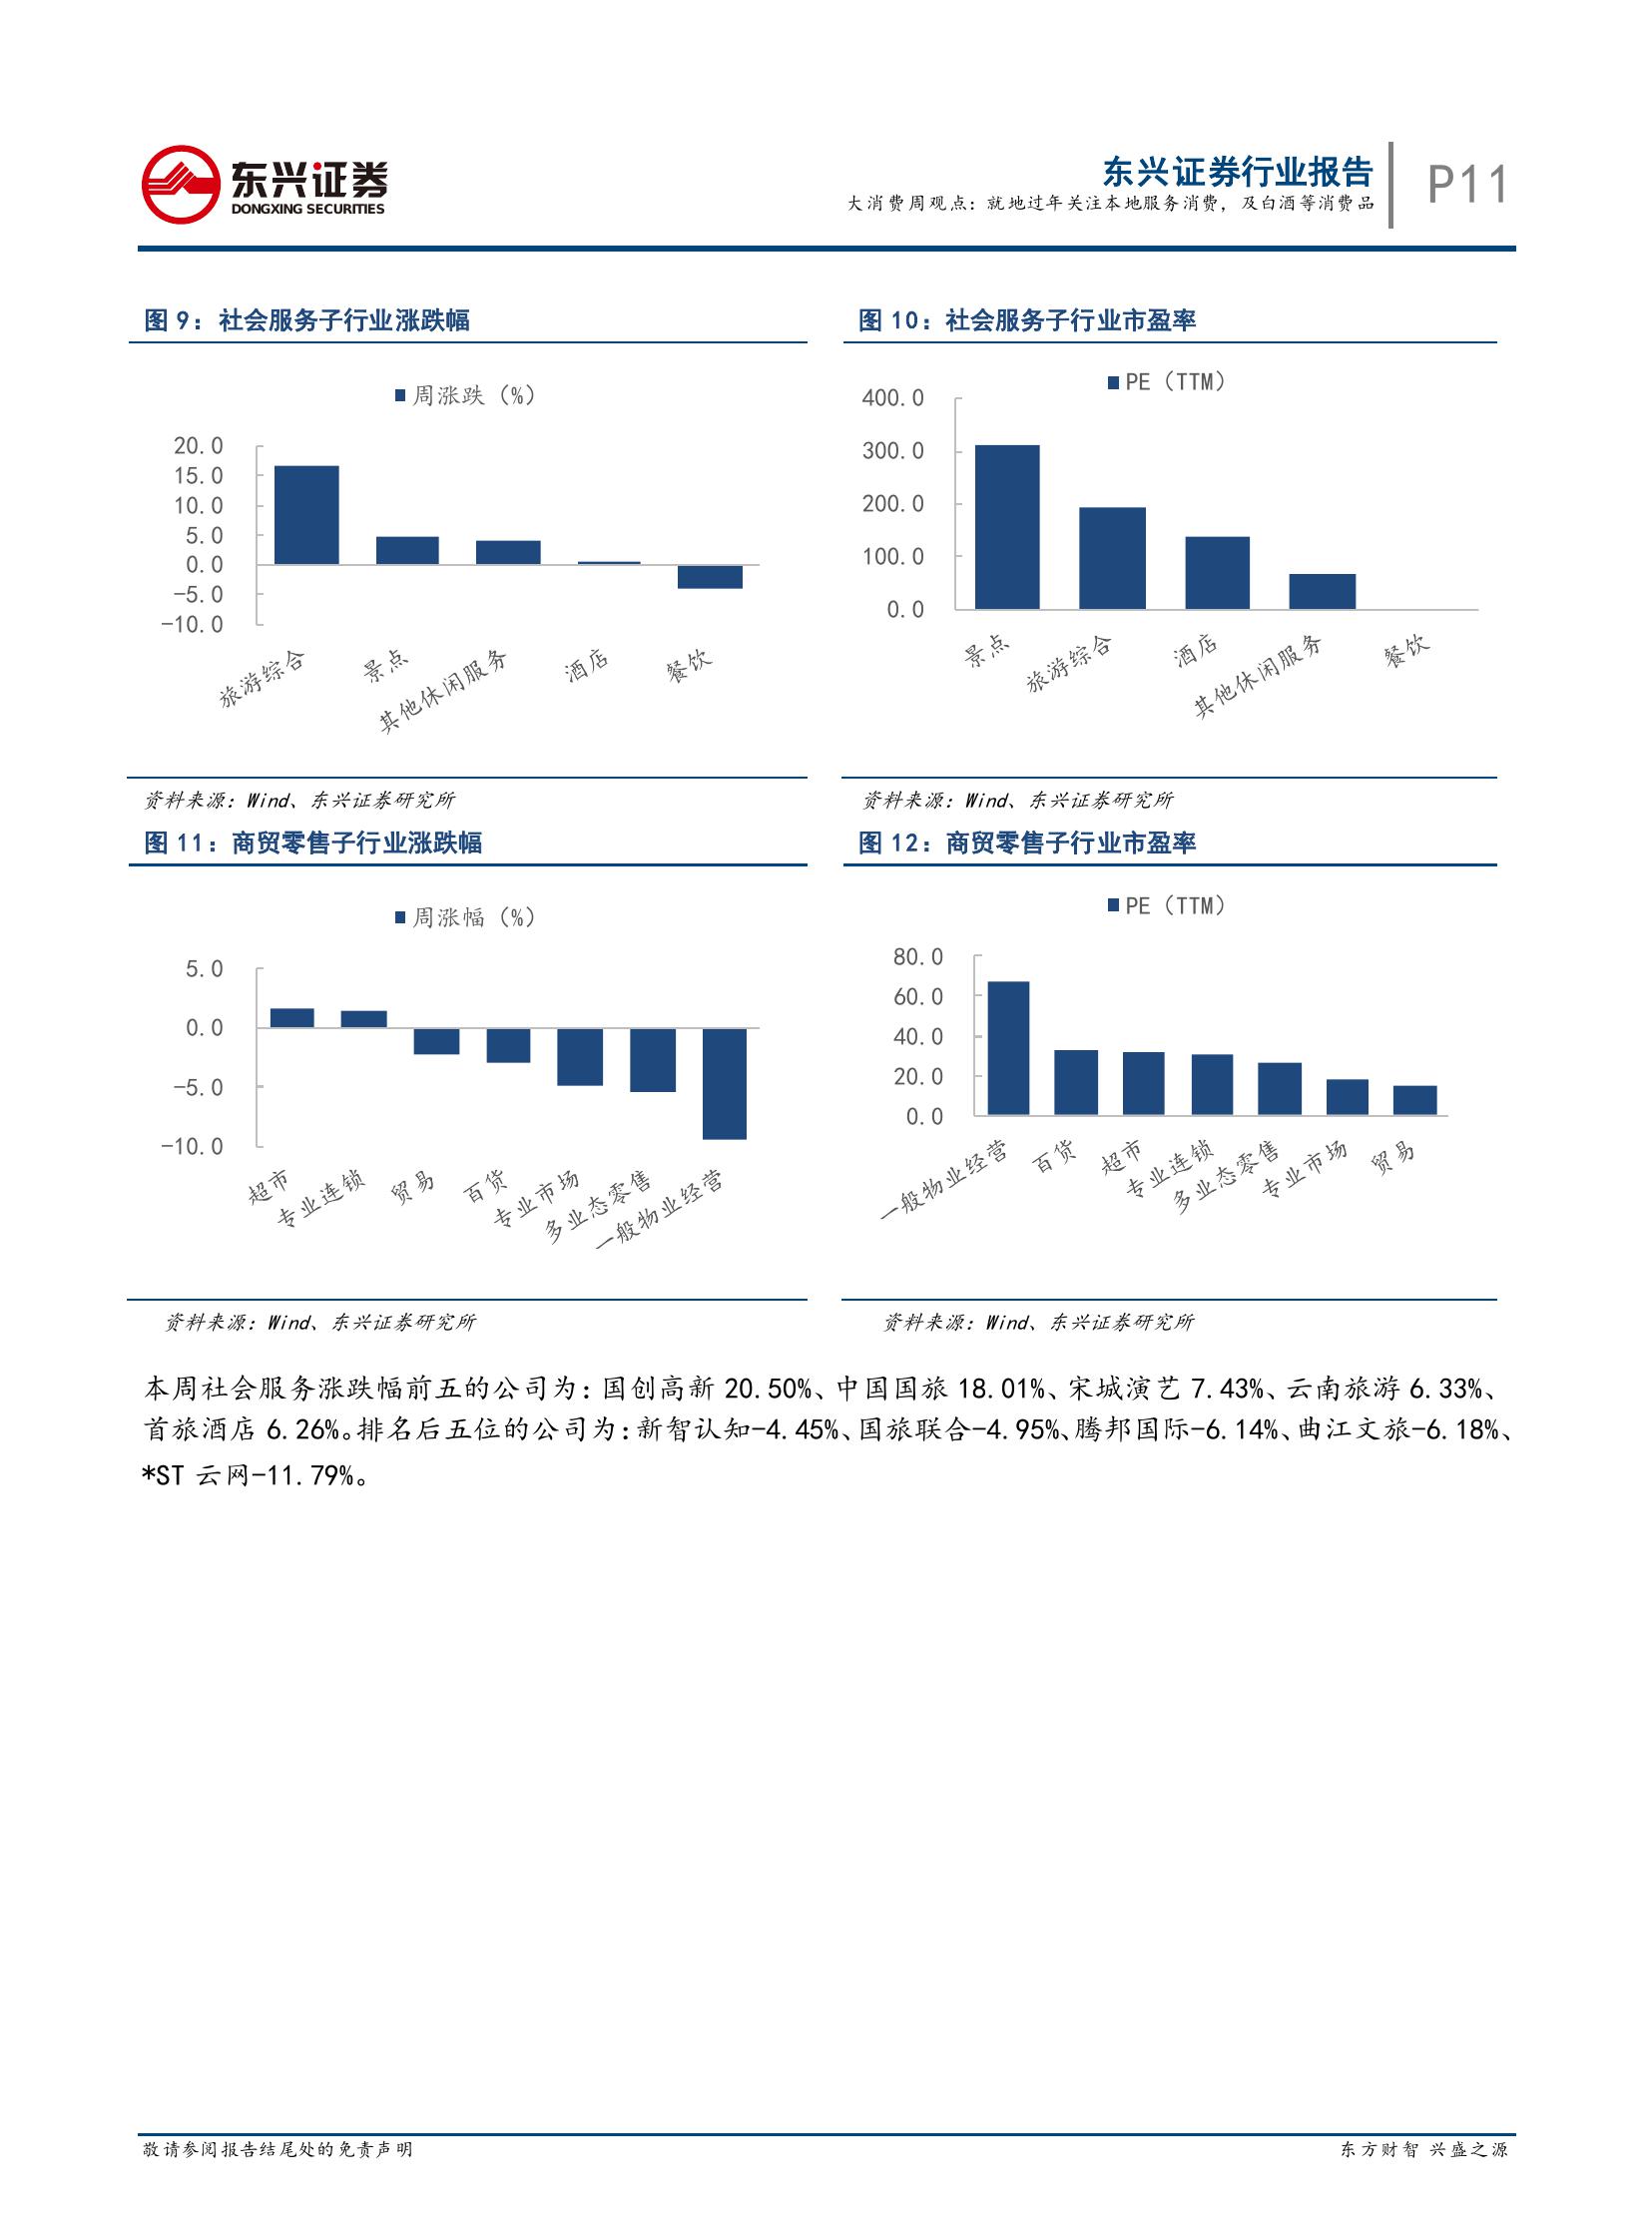 东兴证券
DONGXING SECURITIES
东兴证券行业报告
大消费周观点：就地过年关注本地服务消费，及白酒等消费品
P11
图 9：社会服务子行业涨跌幅
周涨跌（%）
20.0
15.0
10.0
5.0
0.0
-5.0
-10.0
旅游综合
景点
其他休闲服务
酒店
餐饮
资料来源：Wind、东兴证券研究所
图 10：社会服务子行业市盈率
PE（TTM）
400.0
300.0
200.0
100.0
0.0
景点
旅游综合
酒店
其他休闲服务
餐饮
资料来源：Wind、东兴证券研究所
图 11：商贸零售子行业涨跌幅
周涨幅（%）
5.0
0.0
-5.0
-10.0
超市
专业连锁
贸易
百货
专业市场
多业态零售
一般物业经营
资料来源：Wind、东兴证券研究所
图 12：商贸零售子行业市盈率
PE（TTM）
80.0
60.0
40.0
20.0
0.0
一般物业经营
百货
超市
专业连锁
多业态零售
专业市场
贸易
资料来源：Wind、东兴证券研究所
本周社会服务涨跌幅前五的公司为：国创高新 20.50%、中国国旅 18.01%、宋城演艺 7.43%、云南旅游 6.33%、
首旅酒店 6.26%。排名后五位的公司为：新智认知-4.45%、国旅联合-4.95%、腾邦国际-6.14%、曲江文旅-6.18%、
*ST 云网-11.79%。
敬请参阅报告结尾处的免责声明
东方财智 兴盛之源